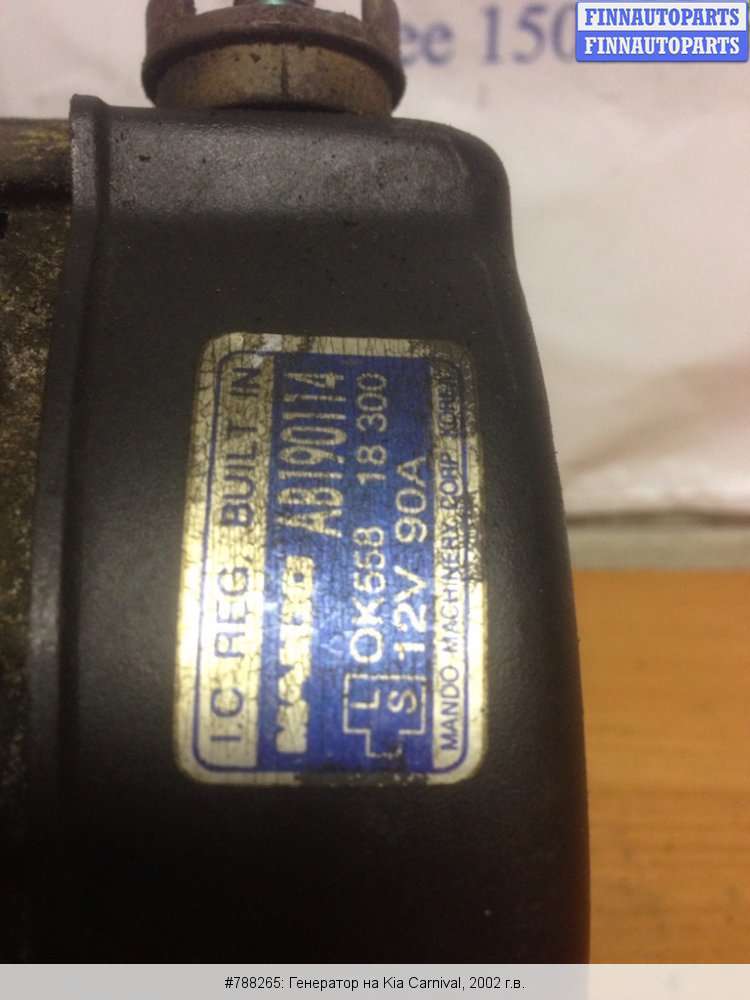 ee 150
FINNAUTOPARTS
FINNAUTOPARTS
I.C REG, BUILT IN
MANDO AB190114
OK558 18 300
12V 90A
L
S
MANDO MACHINERY CORP. KOREA
#788265: Генератор на Kia Carnival, 2002 г.в.